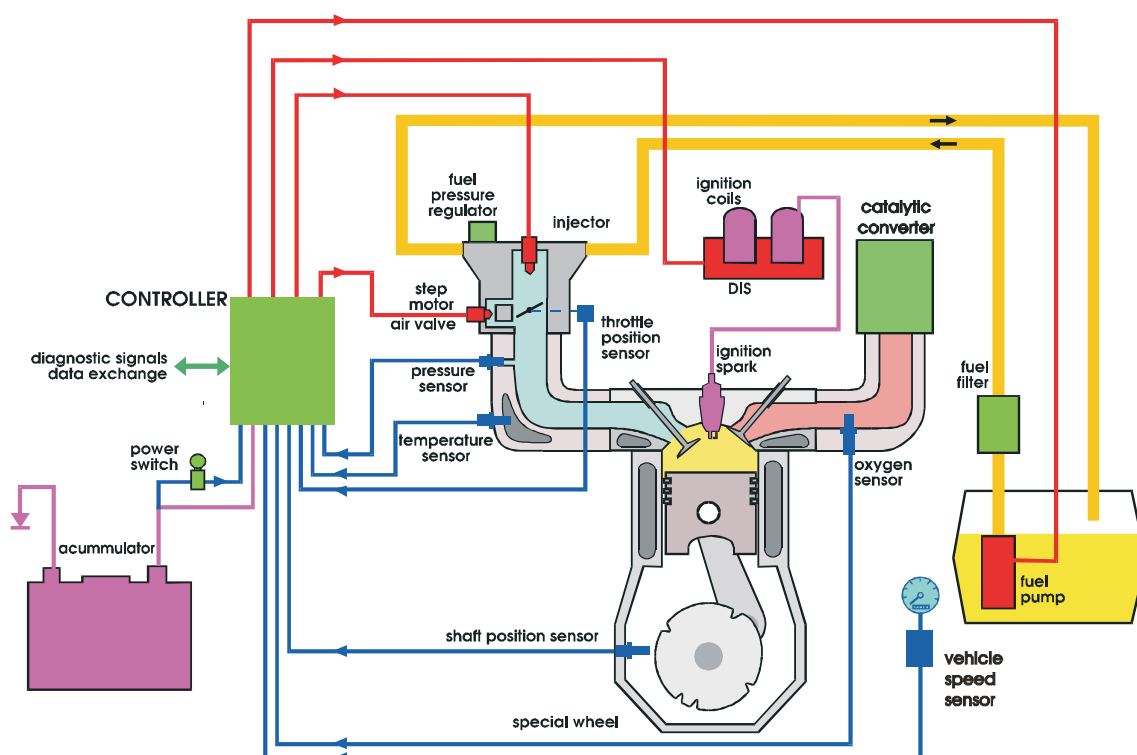 fuel
pressure
regulator
injector
ignition
coils
catalytic
converter
DIS
CONTROLLER
step
motor
air valve
throttle
position
sensor
diagnostic signals
data exchange
pressure
sensor
ignition
spark
fuel
filter
power
switch
temperature
sensor
oxygen
sensor
acummulator
fuel
pump
shaft position sensor
vehicle
speed
sensor
special wheel